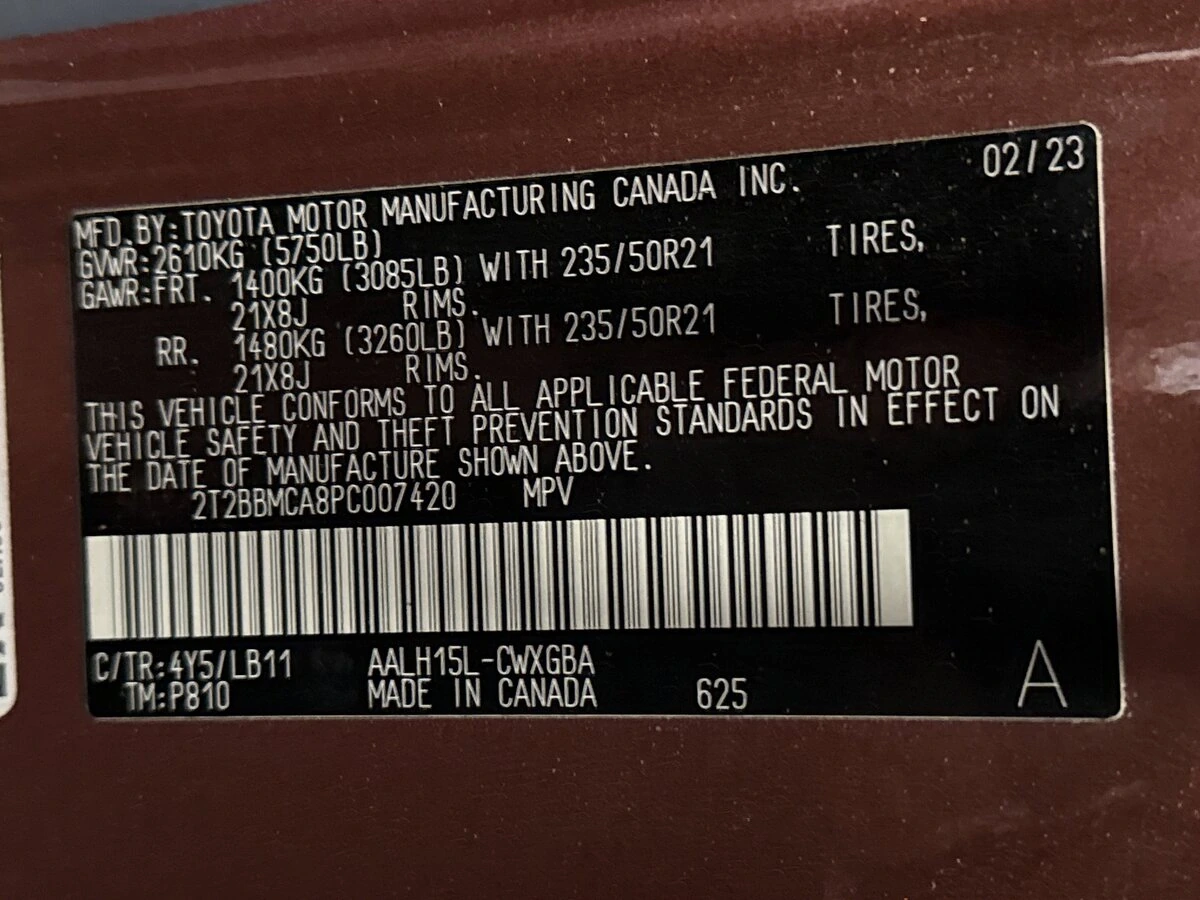 02/23
MFD.BY:TOYOTA MOTOR MANUFACTURING CANADA INC.
GVWR:2610KG (5750LB)
GAWR:FRT. 1400KG (3085LB) WITH 235/50R21 TIRES,
21X8J RIMS.
RR. 1480KG (3260LB) WITH 235/50R21 TIRES,
21X8J RIMS.
THIS VEHICLE CONFORMS TO ALL APPLICABLE FEDERAL MOTOR
VEHICLE SAFETY AND THEFT PREVENTION STANDARDS IN EFFECT ON
THE DATE OF MANUFACTURE SHOWN ABOVE.
2T2BBMCA8PC007420 MPV
C/TR:4Y5/LB11 AALH15L-CWXGBA
TM:P810 MADE IN CANADA 625 A